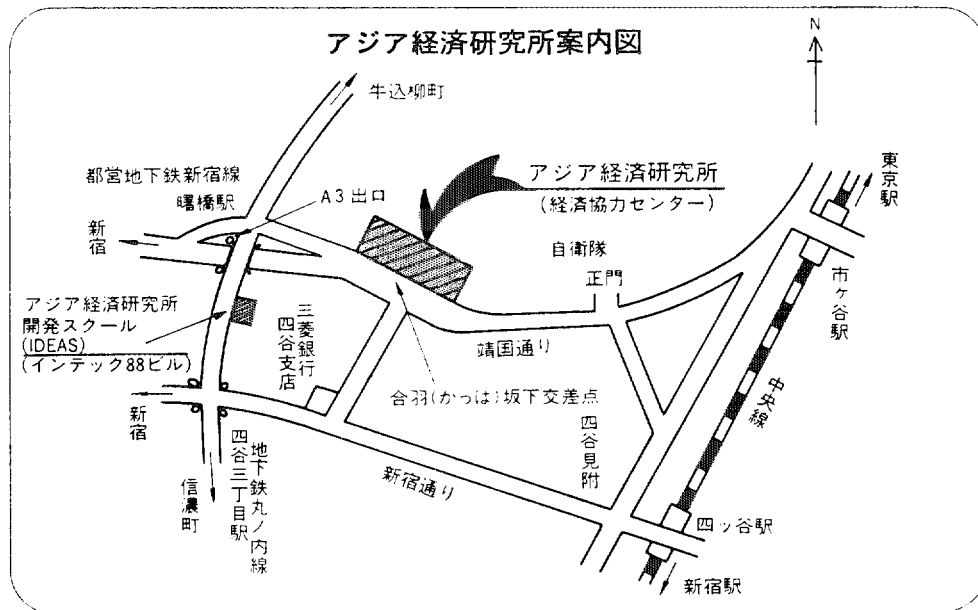 アジア経済研究所案内図
N
牛込柳町
都営地下鉄新宿線
曙橋駅
A3出口
アジア経済研究所
(経済協力センター)
東京駅
新宿
自衛隊
正門
市ヶ谷駅
アジア経済研究所
開発スクール
(IDEAS)
(インテック88ビル)
三菱銀行
四谷支店
靖国通り
中央線
合羽(かっは)坂下交差点
新宿
四谷見附
地下鉄丸ノ内線
四谷三丁目駅
信濃町
新宿通り
四ッ谷駅
新宿駅